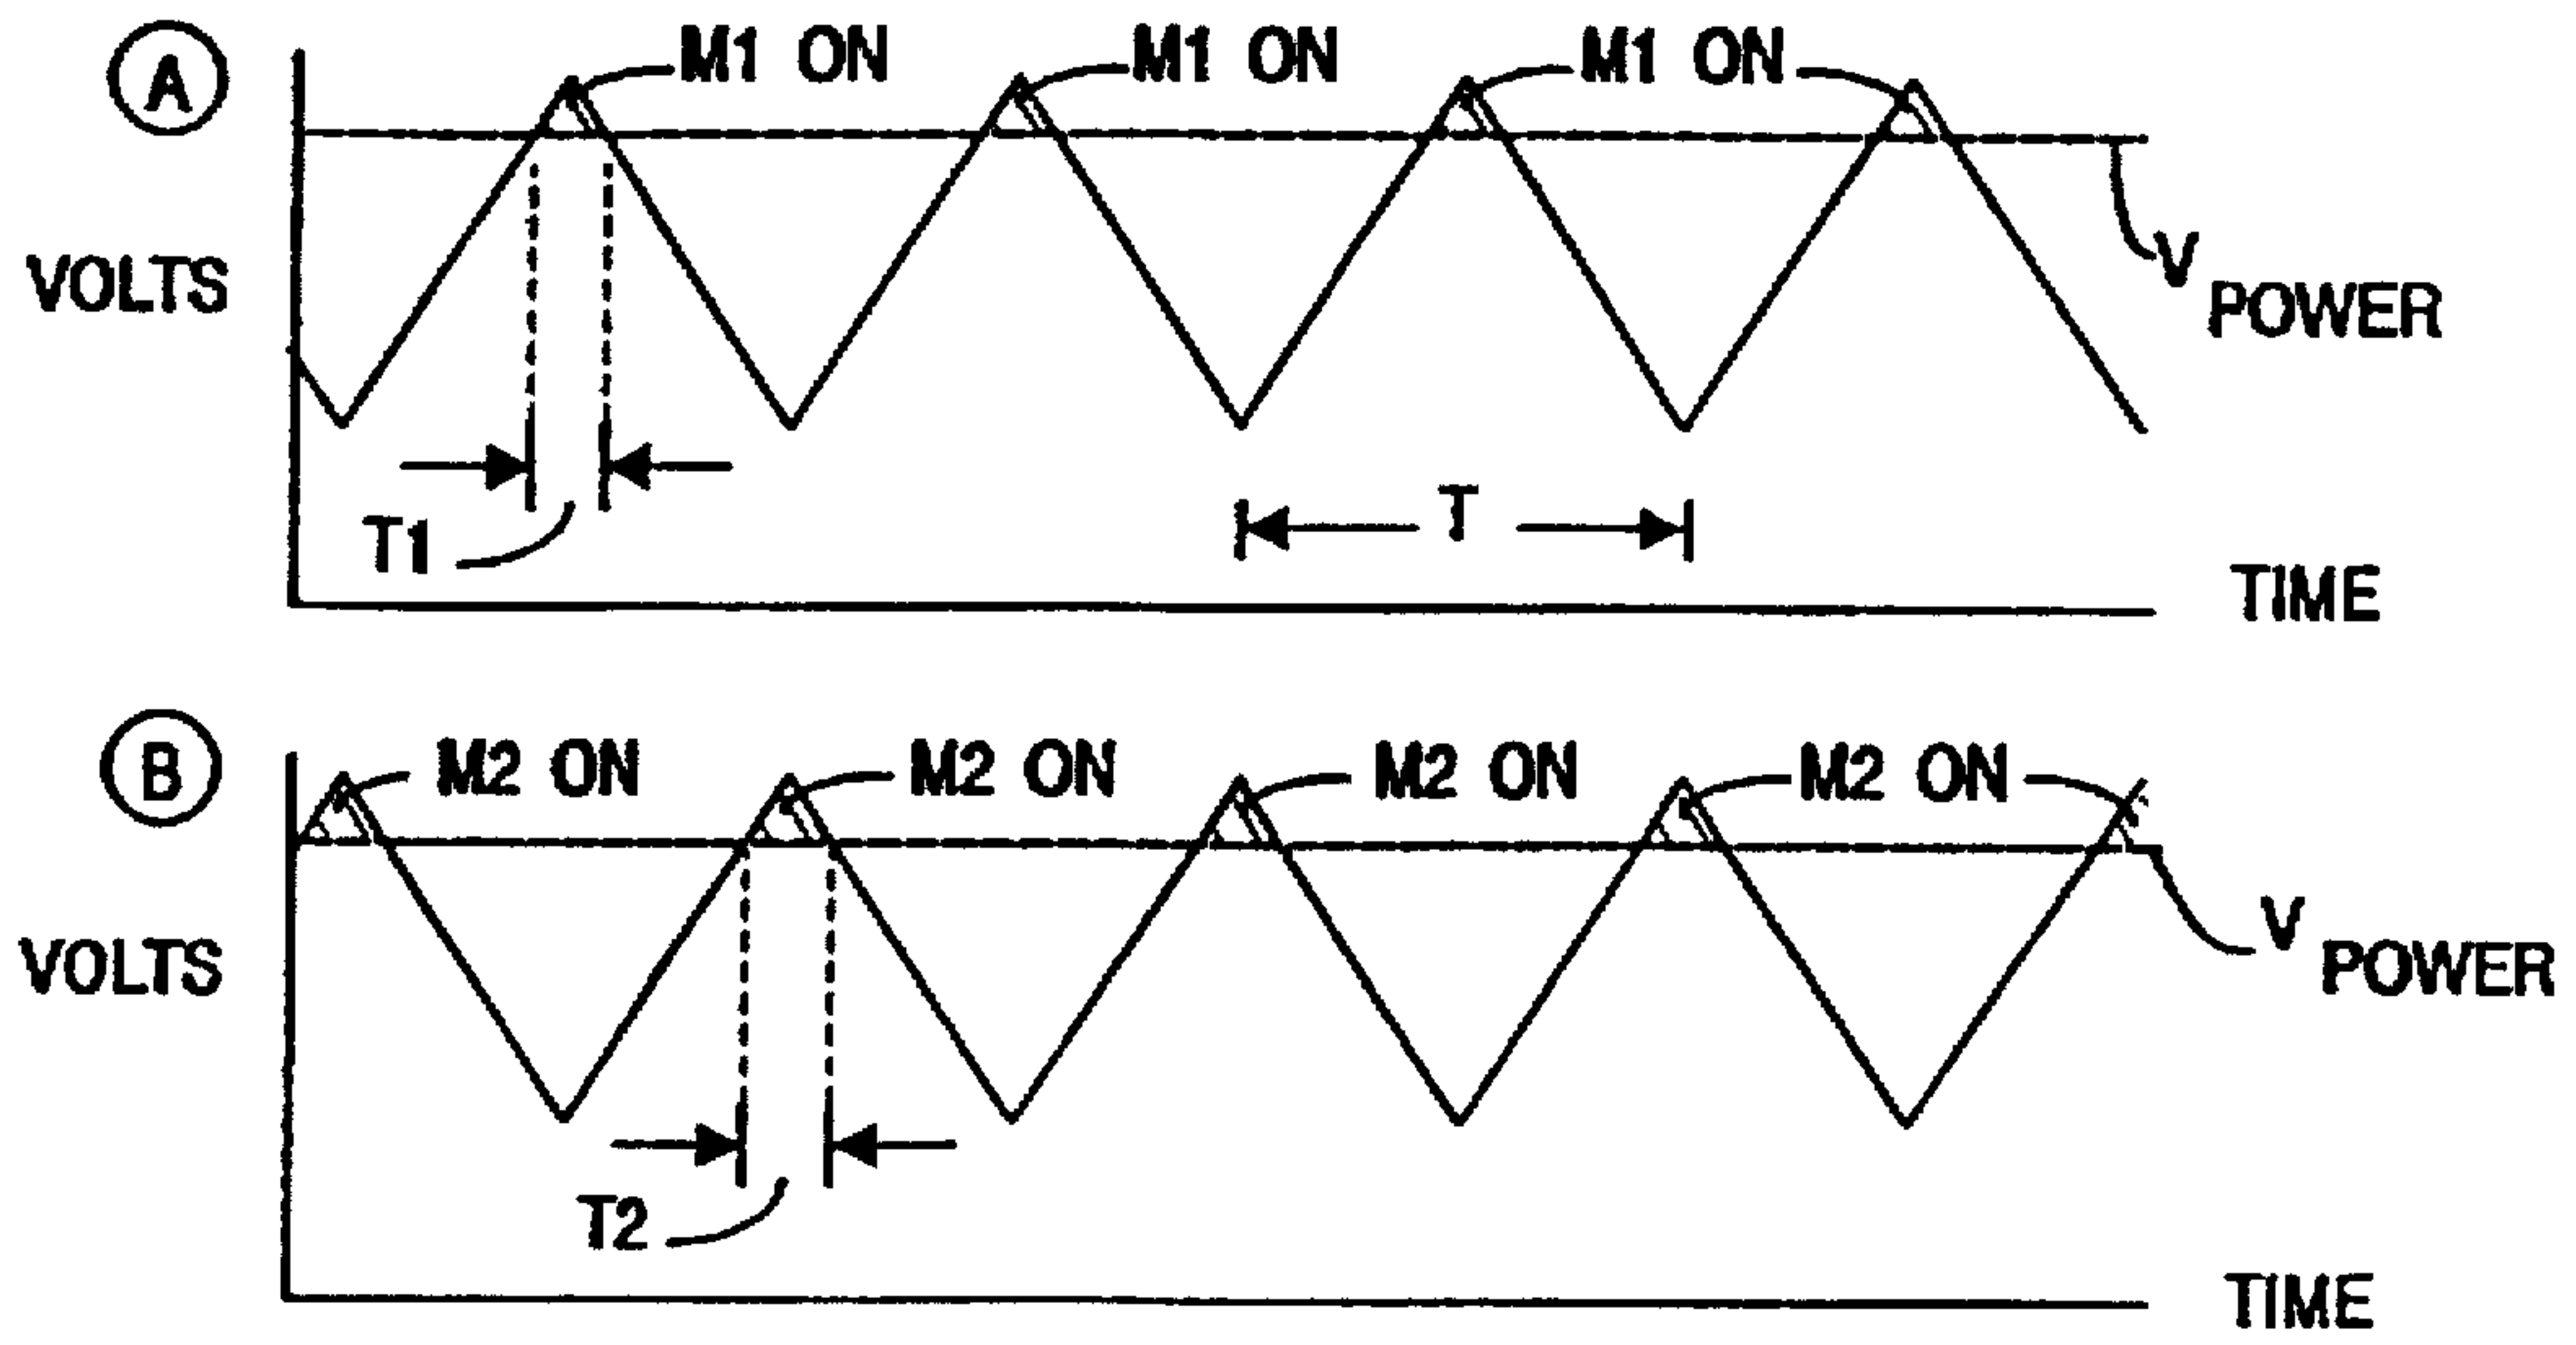 A
M1 ON M1 ON M1 ON
VOLTS
V POWER
T1
T
TIME
B
M2 ON M2 ON M2 ON M2 ON
VOLTS
V POWER
T2
TIME